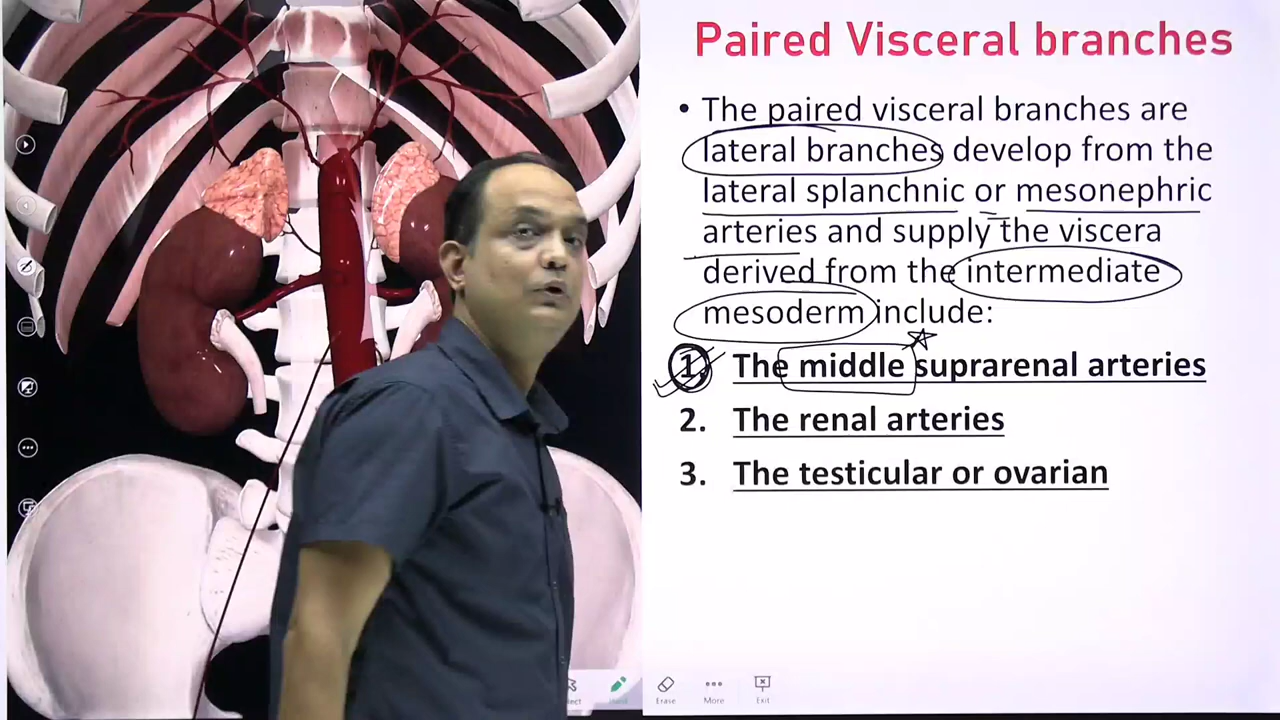 Paired Visceral branches
• The paired visceral branches are
lateral branches develop from the
lateral splanchnic or mesonephric
arteries and supply the viscera
derived from the intermediate
mesoderm include:
1. The middle suprarenal arteries
2. The renal arteries
3. The testicular or ovarian
Erase
More
Exit